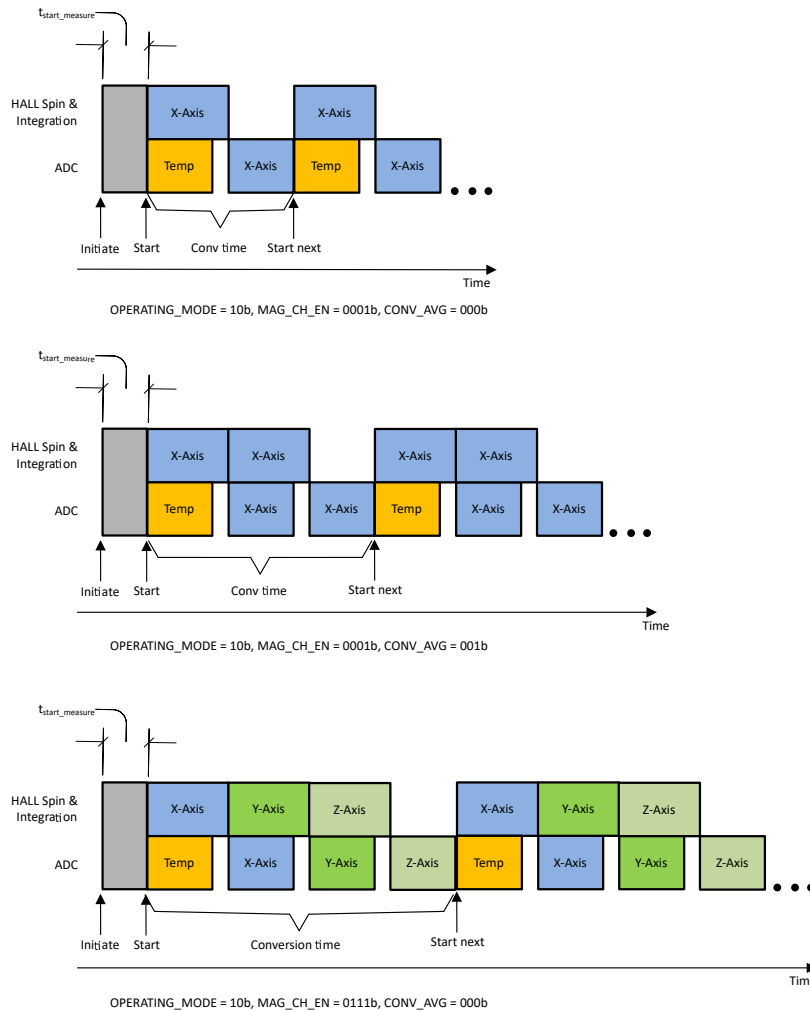 tstart_measure
HALL Spin &
Integration
X-Axis
X-Axis
ADC
Temp
X-Axis
Temp
X-Axis
Initiate
Start
Conv time
Start next
Time
OPERATING_MODE = 10b, MAG_CH_EN = 0001b, CONV_AVG = 000b
tstart_measure
HALL Spin &
Integration
X-Axis
X-Axis
X-Axis
X-Axis
ADC
Temp
X-Axis
X-Axis
Temp
X-Axis
X-Axis
Initiate
Start
Conv time
Start next
Time
OPERATING_MODE = 10b, MAG_CH_EN = 0001b, CONV_AVG = 001b
tstart_measure
HALL Spin &
Integration
X-Axis
Y-Axis
Z-Axis
X-Axis
Y-Axis
Z-Axis
ADC
Temp
X-Axis
Y-Axis
Z-Axis
Temp
X-Axis
Y-Axis
Z-Axis
Initiate
Start
Conversion time
Start next
Tim
OPERATING_MODE = 10b, MAG_CH_EN = 0111b, CONV_AVG = 000b